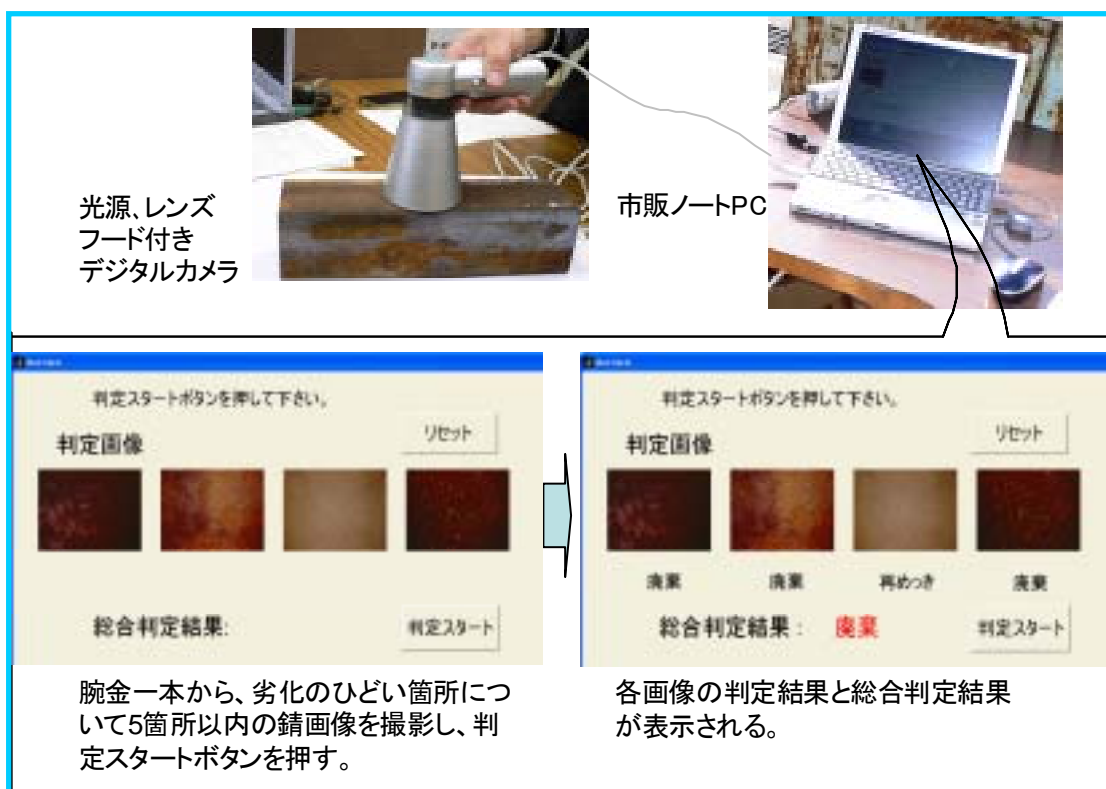 光源、レンズ
フード付き
デジタルカメラ
市販ノートPC
判定スタートボタンを押して下さい。
判定画像
リセット
総合判定結果:
判定スタート
判定スタートボタンを押して下さい。
判定画像
リセット
廃棄
廃棄
再めっき
廃棄
総合判定結果 : 廃棄
判定スタート
腕金一本から、劣化のひどい箇所につ
いて5箇所以内の錆画像を撮影し、判
定スタートボタンを押す。
各画像の判定結果と総合判定結果
が表示される。